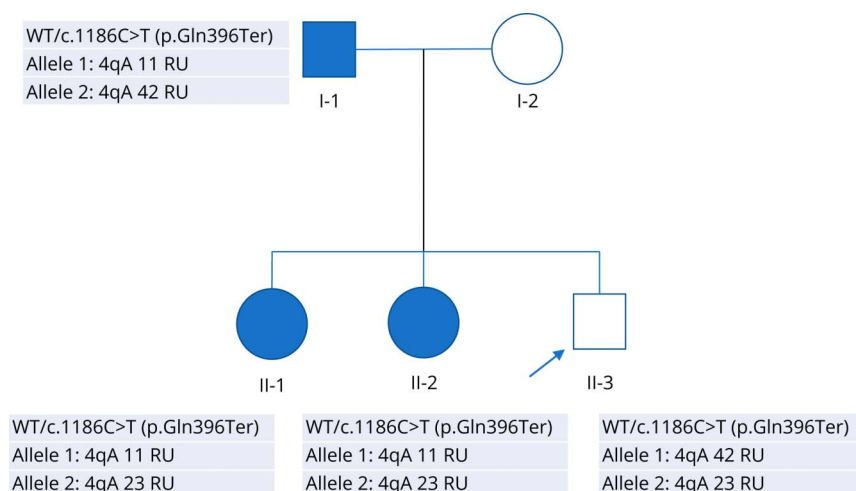 WT/c.1186C>T (p.Gln396Ter)
Allele 1: 4qA 11 RU
Allele 2: 4qA 42 RU
I-1
I-2
II-1
II-2
II-3
WT/c.1186C>T (p.Gln396Ter)
Allele 1: 4qA 11 RU
Allele 2: 4qA 23 RU
WT/c.1186C>T (p.Gln396Ter)
Allele 1: 4qA 11 RU
Allele 2: 4qA 23 RU
WT/c.1186C>T (p.Gln396Ter)
Allele 1: 4qA 42 RU
Allele 2: 4qA 23 RU